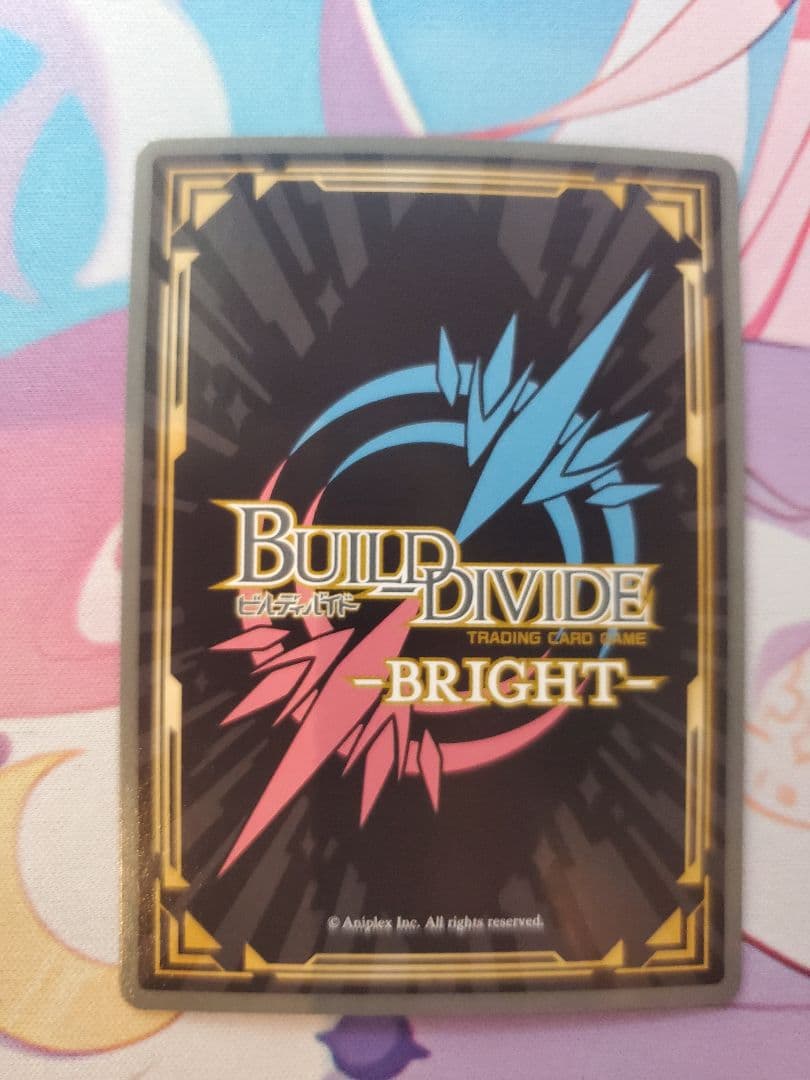 BUILD DIVIDE
ビルディバイド
TRADING CARD GAME
-BRIGHT-
© Aniplex Inc. All rights reserved.